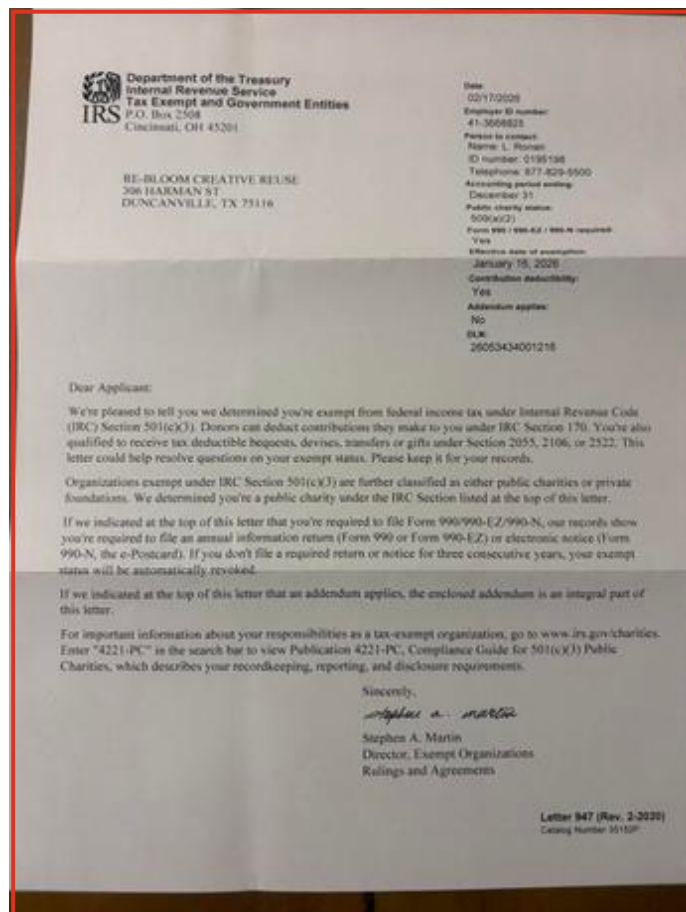 Department of the Treasury
Internal Revenue Service
Tax Exempt and Government Entities
IRS P.O. Box 2508
Cincinnati, OH 45201
RE-BLOOM CREATIVE REUSE
306 HARMAN ST
DUNCANVILLE, TX 75116
Date:
02/17/2026
Employer ID number:
Person to contact:
Name: L. Ronan
ID number: 0195198
Telephone: 877-829-5500
Accounting period ending:
December 31
Public charity status:
509(a)(2)
Form 990 / 990-EZ / 990-N required:
Yes
Effective date of exemption:
January 16, 2026
Contribution deductibility:
Yes
Addendum applies:
No
DLN:
26053434001216
Dear Applicant:
We're pleased to tell you we determined you're exempt from federal income tax under Internal Revenue Code
(IRC) Section 501(c)(3). Donors can deduct contributions they make to you under IRC Section 170. You're also
qualified to receive tax deductible bequests, devises, transfers or gifts under Section 2055, 2106, or 2522. This
letter could help resolve questions on your exempt status. Please keep it for your records.
Organizations exempt under IRC Section 501(c)(3) are further classified as either public charities or private
foundations. We determined you're a public charity under the IRC Section listed at the top of this letter.
If we indicated at the top of this letter that you're required to file Form 990/990-EZ/990-N, our records show
you're required to file an annual information return (Form 990 or Form 990-EZ) or electronic notice (Form
990-N, the e-Postcard). If you don't file a required return or notice for three consecutive years, your exempt
status will be automatically revoked.
If we indicated at the top of this letter that an addendum applies, the enclosed addendum is an integral part of
this letter.
For important information about your responsibilities as a tax-exempt organization, go to www.irs.gov/charities.
Enter "4221-PC" in the search bar to view Publication 4221-PC, Compliance Guide for 501(c)(3) Public
Charities, which describes your recordkeeping, reporting, and disclosure requirements.
Sincerely,
stephen a. martin
Stephen A. Martin
Director, Exempt Organizations
Rulings and Agreements
Letter 947 (Rev. 2-2020)
Catalog Number 35152P